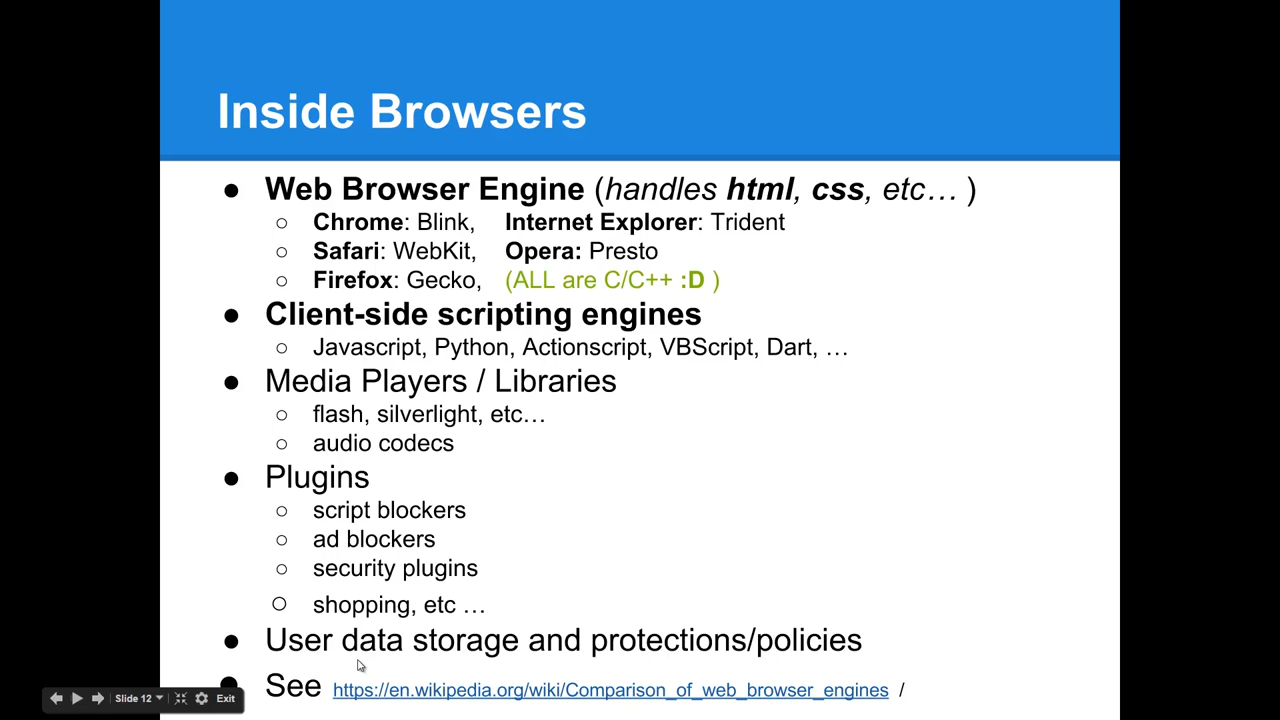 Inside Browsers
● Web Browser Engine (handles html, css, etc… )
○ Chrome: Blink, Internet Explorer: Trident
○ Safari: WebKit, Opera: Presto
○ Firefox: Gecko, (ALL are C/C++ :D )
● Client-side scripting engines
○ Javascript, Python, Actionscript, VBScript, Dart, …
● Media Players / Libraries
○ flash, silverlight, etc…
○ audio codecs
● Plugins
○ script blockers
○ ad blockers
○ security plugins
○ shopping, etc …
● User data storage and protections/policies
● See https://en.wikipedia.org/wiki/Comparison_of_web_browser_engines /
Slide 12 Exit